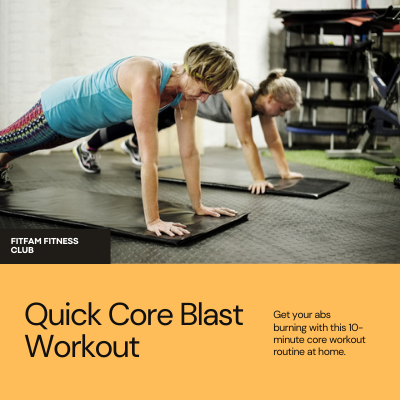 FITFAM FITNESS
CLUB
Quick Core Blast
Workout
Get your abs
burning with this 10-
minute core workout
routine at home.